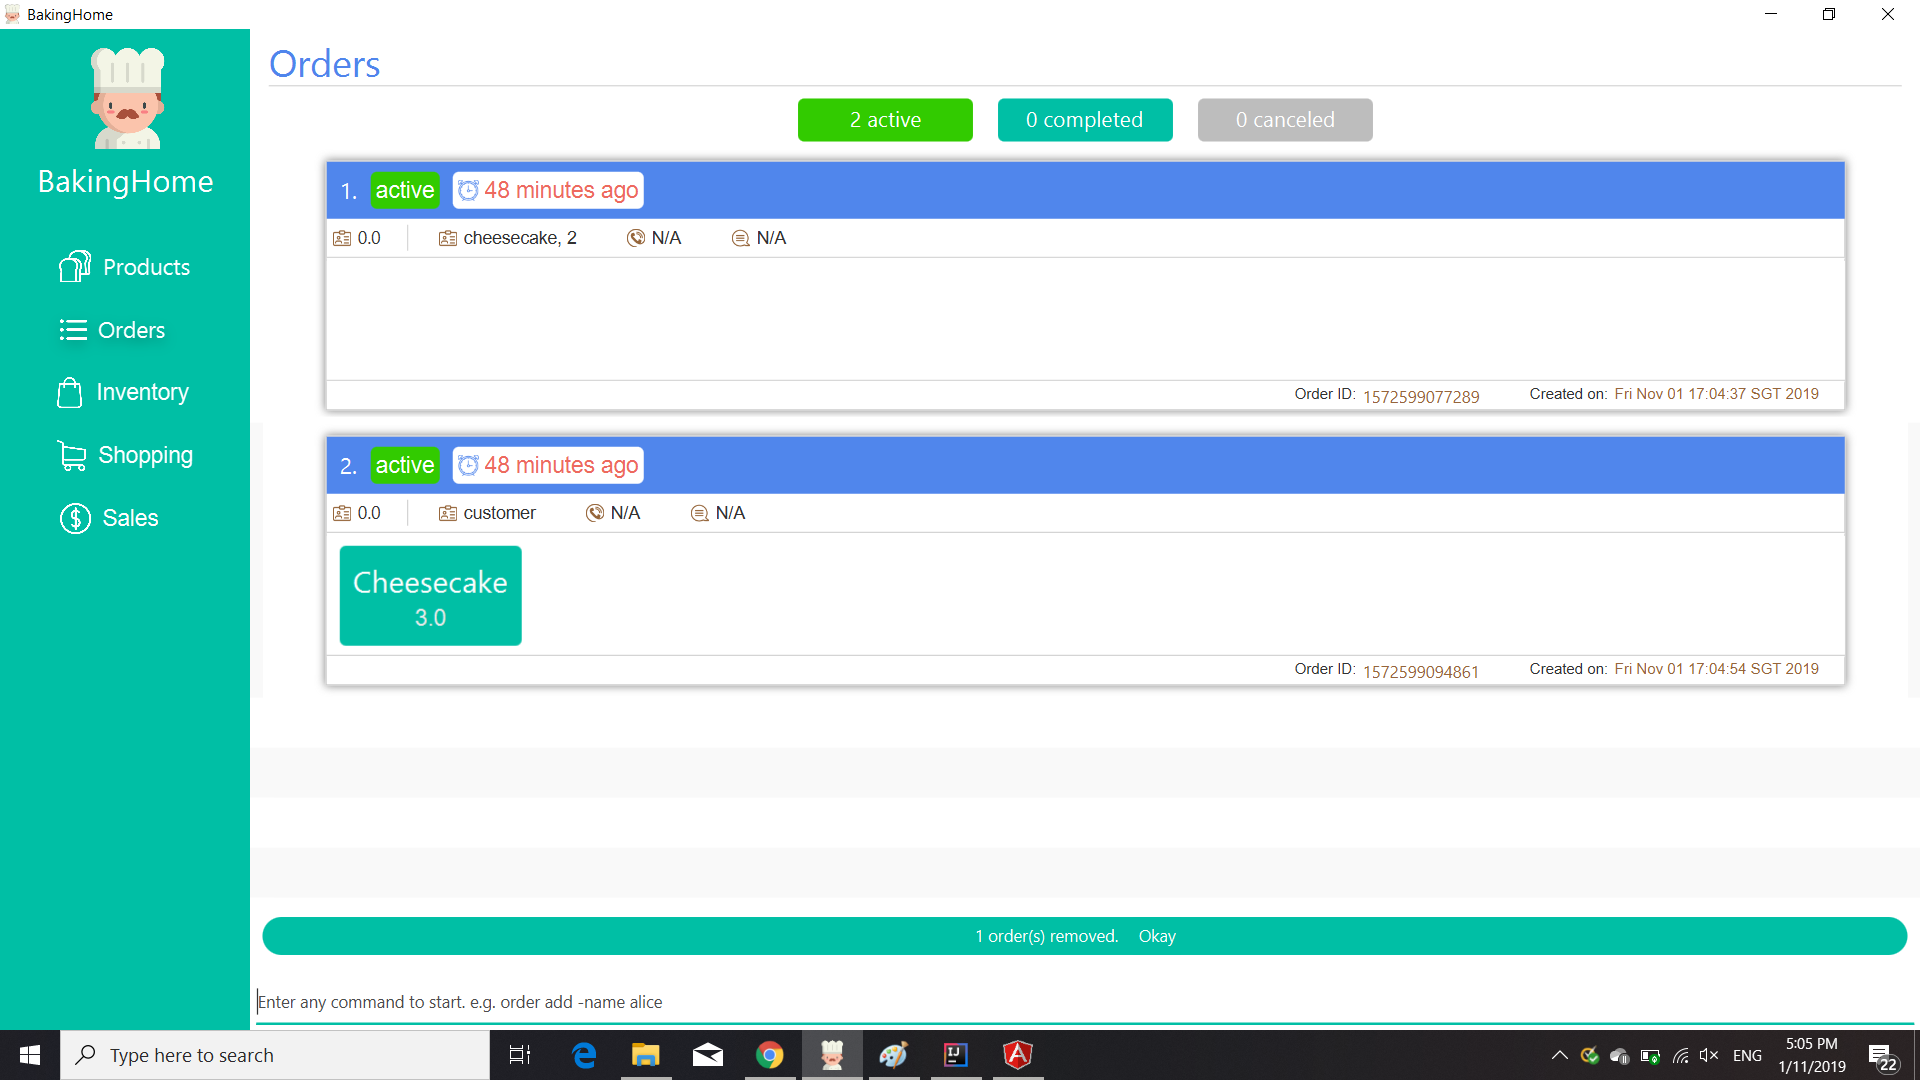 BakingHome
BakingHome
Products
Orders
Inventory
Shopping
Sales
Orders
2 active
0 completed
0 canceled
1. active 48 minutes ago
0.0 cheesecake, 2 N/A N/A
Order ID: 1572599077289 Created on: Fri Nov 01 17:04:37 SGT 2019
2. active 48 minutes ago
0.0 customer N/A N/A
Cheesecake
3.0
Order ID: 1572599094861 Created on: Fri Nov 01 17:04:54 SGT 2019
1 order(s) removed. Okay
Enter any command to start. e.g. order add -name alice
Type here to search
IJ
ENG
5:05 PM
1/11/2019
22